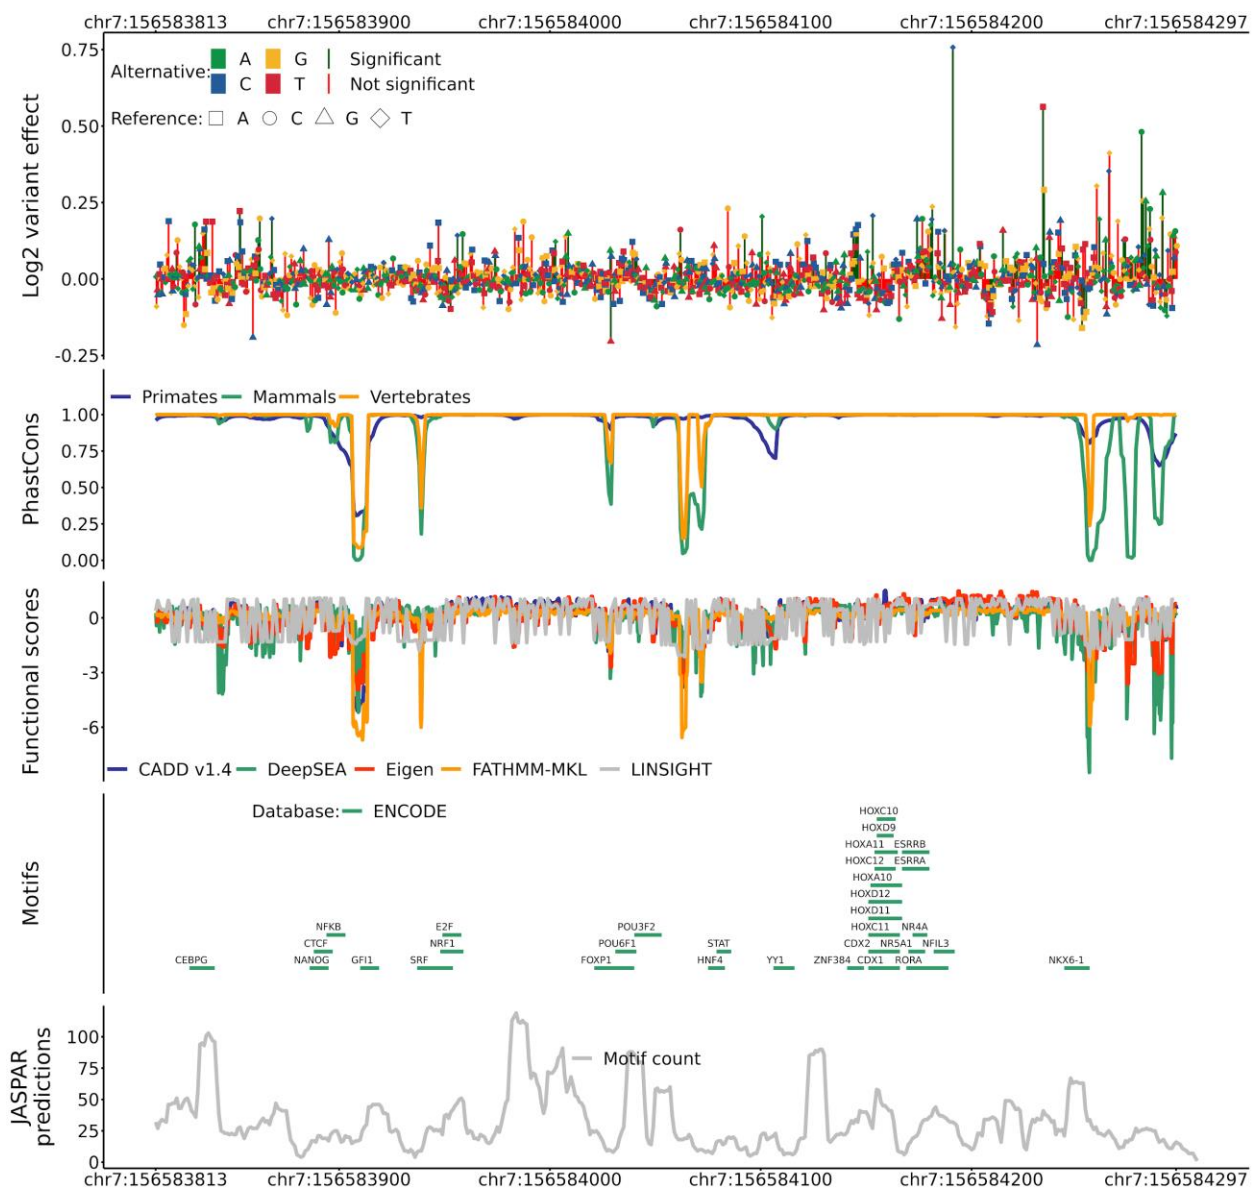 chr7:156583813 chr7:156583900 chr7:156584000 chr7:156584100 chr7:156584200 chr7:156584297
Log2 variant effect
0.75
0.50
0.25
0.00
-0.25
Alternative: A G Significant
C T Not significant
Reference: A C G T
PhastCons
Primates Mammals Vertebrates
1.00
0.75
0.50
0.25
0.00
Functional scores
0
-3
-6
CADD v1.4 DeepSEA Eigen FATHMM-MKL LINSIGHT
Motifs
Database: ENCODE
HOXC10
HOXD9
HOXA11 ESRRB
HOXC12 ESRRA
HOXA10
HOXD12
HOXD11
NFKB E2F POU3F2 HOXC11 NR4A
CTCF NRF1 POU6F1 STAT CDX2 NR5A1 NFIL3
CEBPG NANOG GFI1 SRF FOXP1 HNF4 YY1 ZNF384 CDX1 RORA NKX6-1
JASPAR
predictions
100
75
50
25
0
Motif count
chr7:156583813 chr7:156583900 chr7:156584000 chr7:156584100 chr7:156584200 chr7:156584297